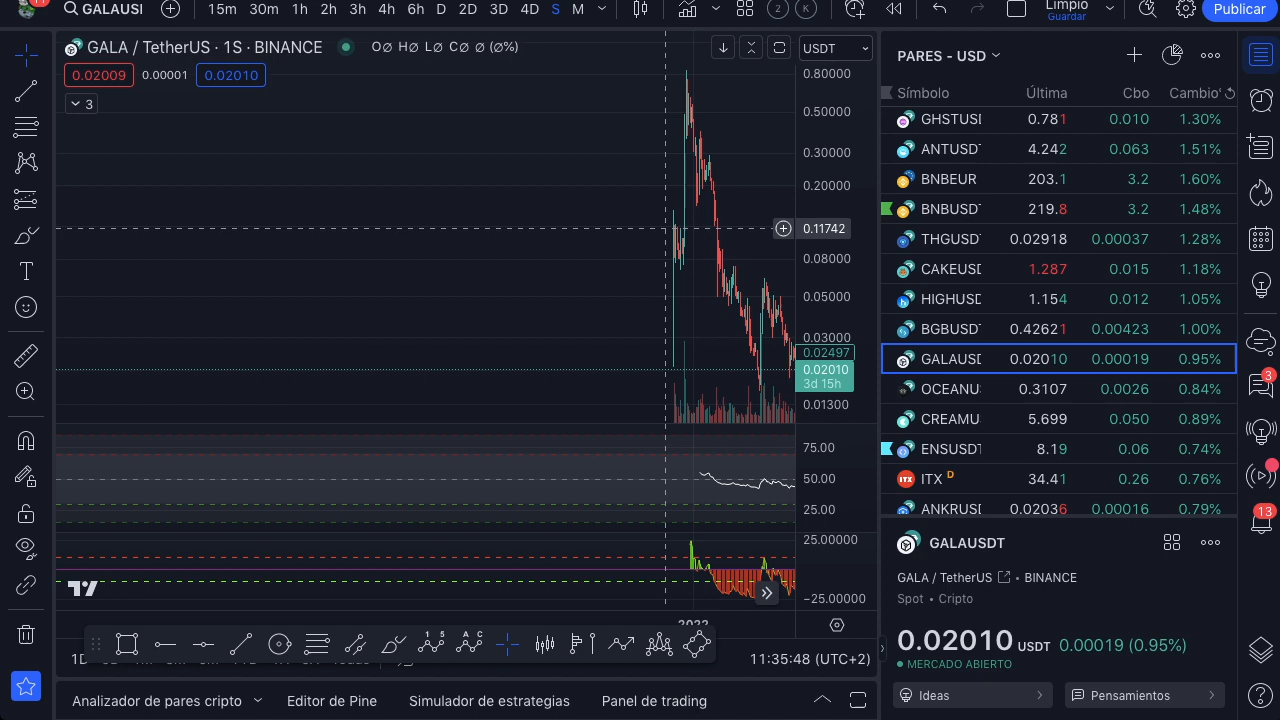 11
GALAUSI
15m 30m 1h 2h 3h 4h 6h D 2D 3D 4D S M
2 K
Limpio
Guardar
Publicar
GALA / TetherUS · 1S · BINANCE
O∅ H∅ L∅ C∅ ∅ (∅%)
USDT
0.02009
0.00001
0.02010
3
0.80000
0.50000
0.30000
0.20000
0.11742
0.08000
0.05000
0.03000
0.02497
0.02010
3d 15h
0.01300
75.00
50.00
25.00
25.00000
−25.00000
2022
1D
11:35:48 (UTC+2)
Analizador de pares cripto
Editor de Pine
Simulador de estrategias
Panel de trading
PARES - USD
Símbolo Última Cbo Cambio'
GHSTUSI 0.781 0.010 1.30%
ANTUSD 4.242 0.063 1.51%
BNBEUR 203.1 3.2 1.60%
BNBUSD 219.8 3.2 1.48%
THGUSD 0.02918 0.00037 1.28%
CAKEUSI 1.287 0.015 1.18%
HIGHUSD 1.154 0.012 1.05%
BGBUSD 0.42621 0.00423 1.00%
GALAUSD 0.02010 0.00019 0.95%
OCEANU 0.3107 0.0026 0.84%
CREAMU 5.699 0.050 0.89%
ENSUSDT 8.19 0.06 0.74%
ITX D 34.41 0.26 0.76%
ANKRUSI 0.02036 0.00016 0.79%
GALAUSDT
GALA / TetherUS • BINANCE
Spot • Cripto
0.02010 USDT 0.00019 (0.95%)
MERCADO ABIERTO
Ideas
Pensamientos
3
13